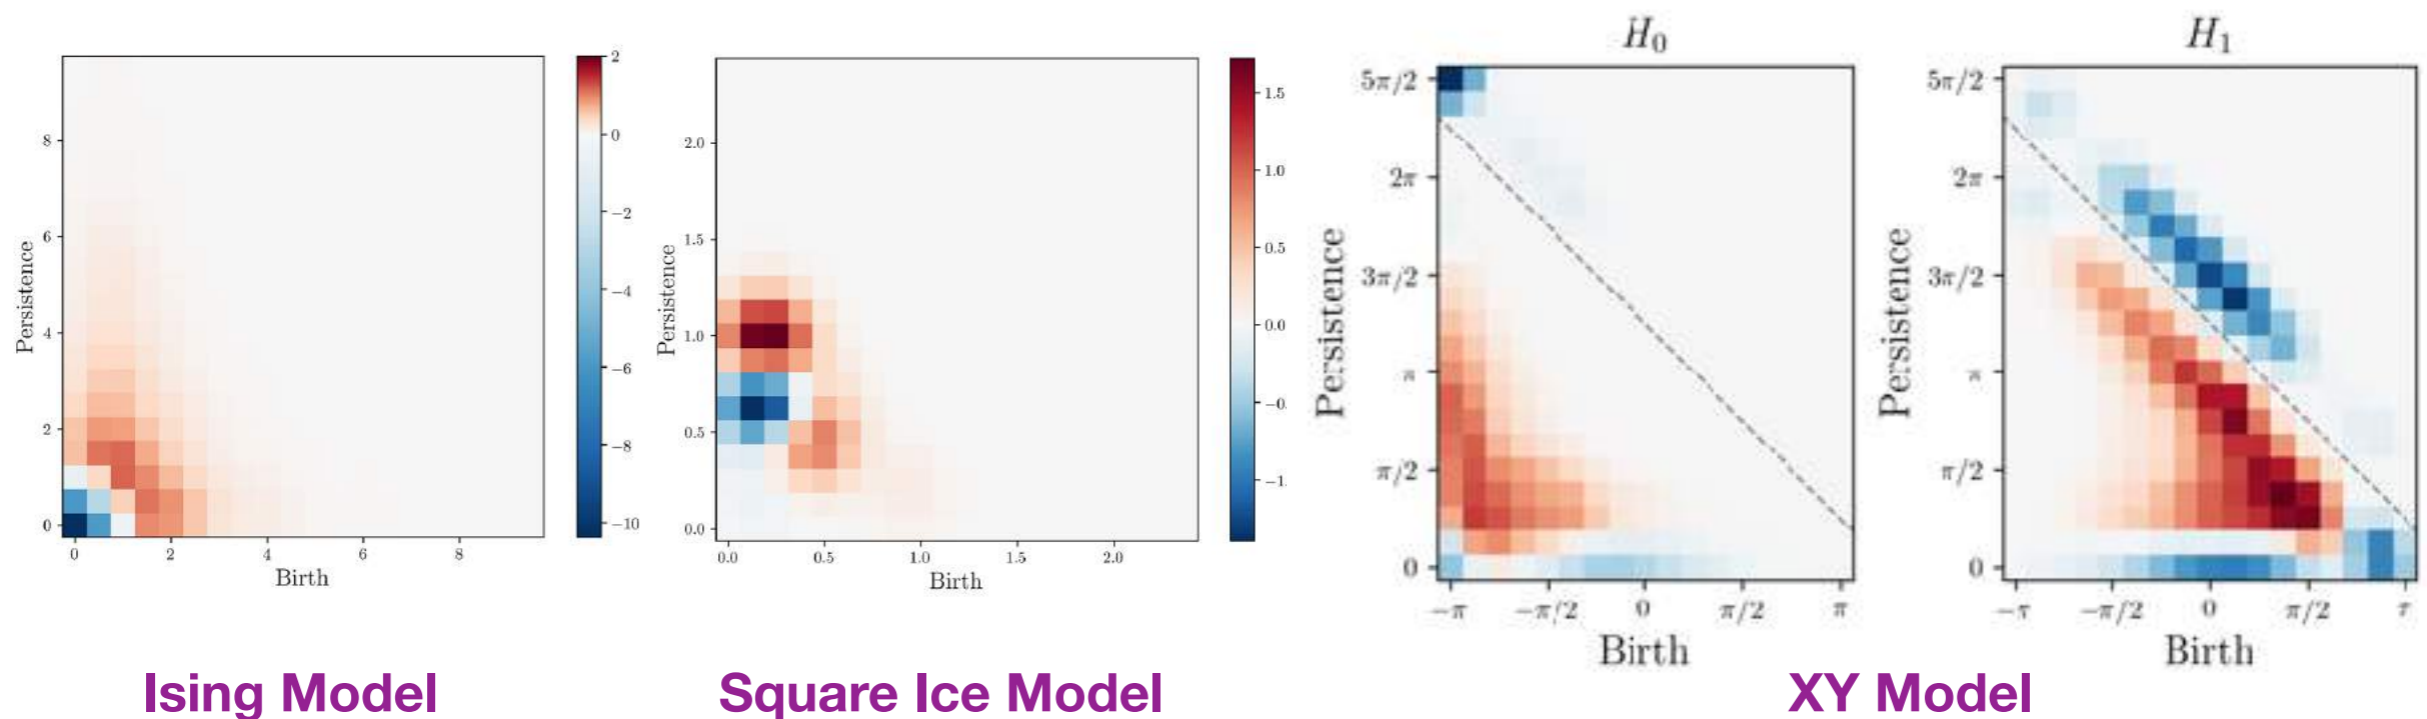 Persistence
8
6
4
2
0
0 2 4 6 8
Birth
2
0
−2
−4
−6
−8
−10
Ising Model
Persistence
2.0
1.5
1.0
0.5
0.0
0.0 0.5 1.0 1.5 2.0
Birth
1.5
1.0
0.5
0.0
−0.
−1.
Square Ice Model
H₀
Persistence
5π/2
2π
3π/2
π
π/2
0
−π −π/2 0 π/2 π
Birth
H₁
Persistence
5π/2
2π
3π/2
π
π/2
0
−π −π/2 0 π/2
Birth
XY Model